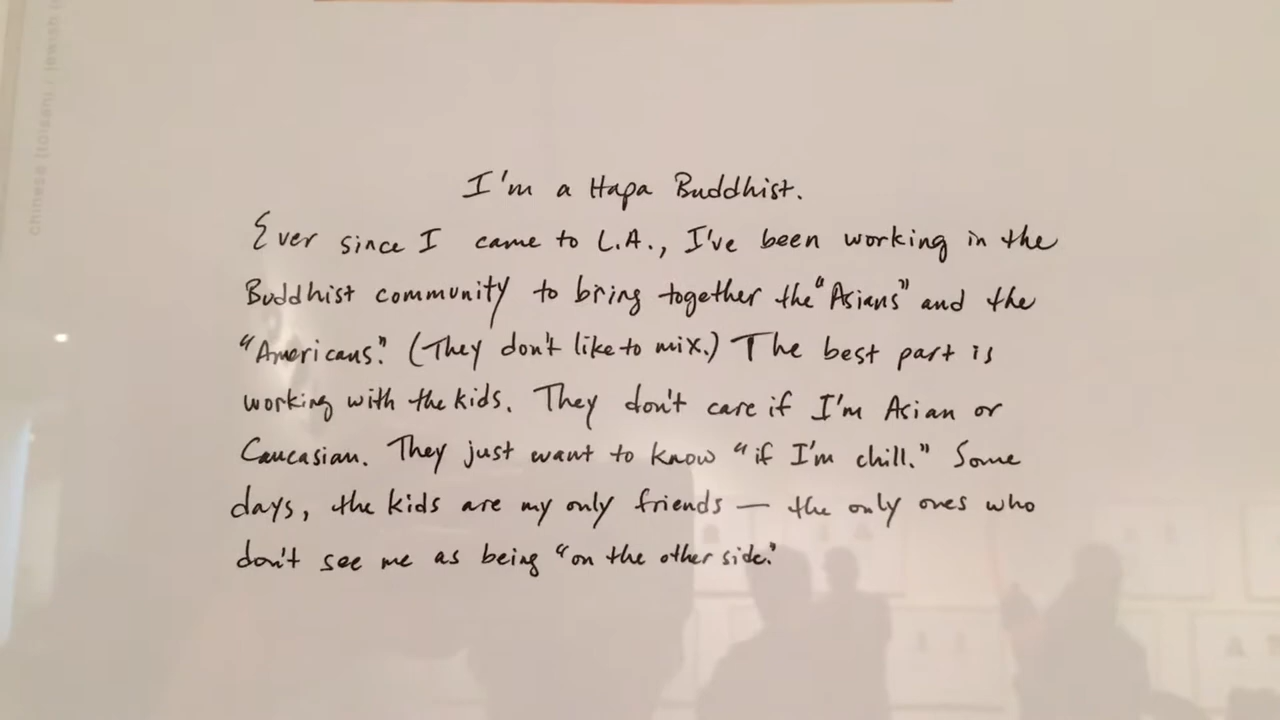 chinese [toisan] / jewish
I'm a Hapa Buddhist.
Ever since I came to L.A., I've been working in the
Buddhist community to bring together the "Asians" and the
"Americans." (They don't like to mix.) The best part is
working with the kids. They don't care if I'm Asian or
Caucasian. They just want to know "if I'm chill." Some
days, the kids are my only friends — the only ones who
don't see me as being "on the other side."